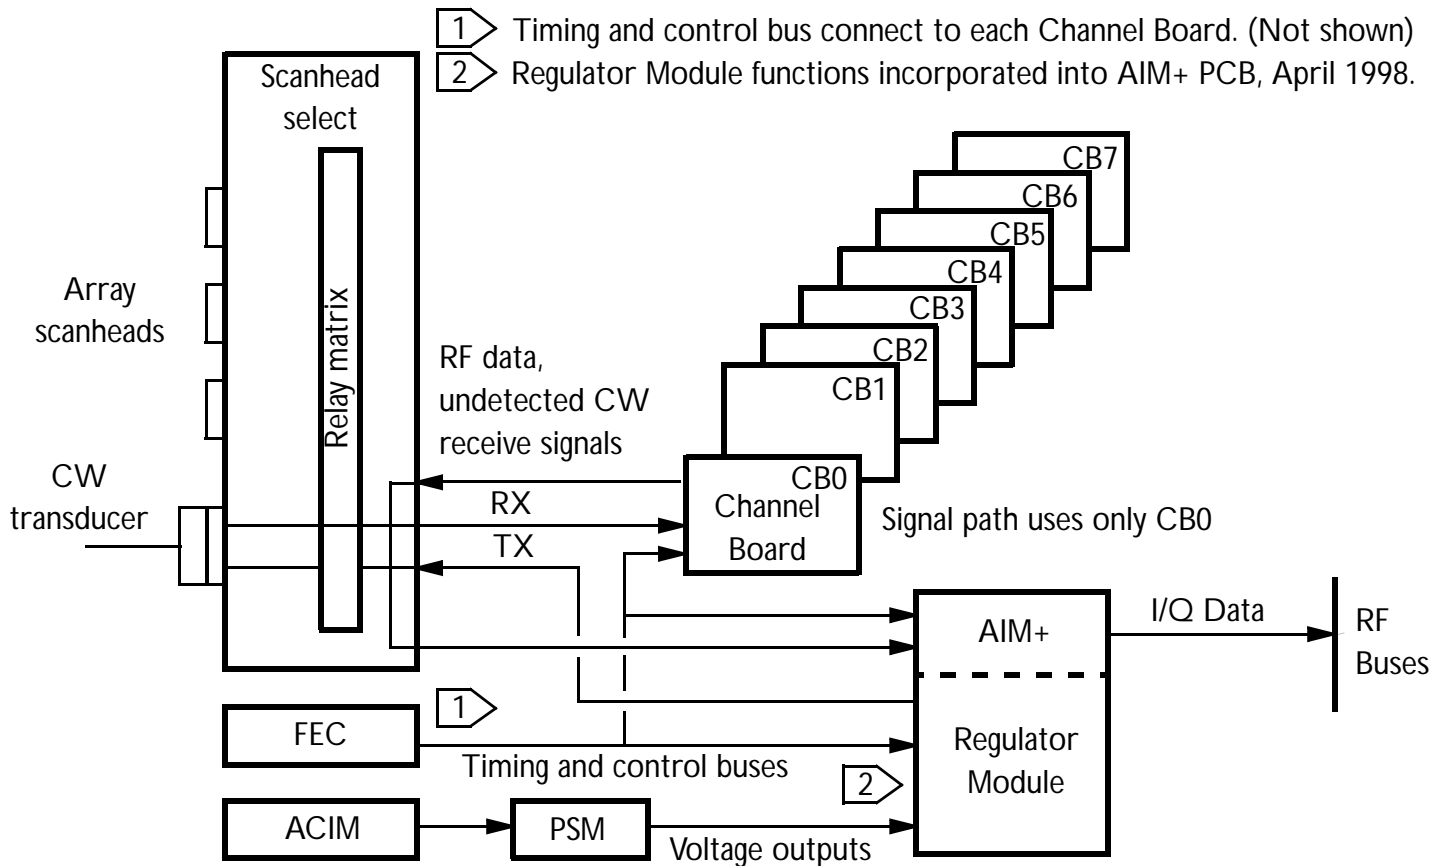 1 Timing and control bus connect to each Channel Board. (Not shown)
2 Regulator Module functions incorporated into AIM+ PCB, April 1998.
Scanhead
select
Relay matrix
Array
scanheads
CW
transducer
RF data,
undetected CW
receive signals
RX
TX
CB7
CB6
CB5
CB4
CB3
CB2
CB1
CB0
Channel
Board
Signal path uses only CB0
AIM+
I/Q Data
RF
Buses
Regulator
Module
1
FEC
Timing and control buses
2
ACIM
PSM
Voltage outputs